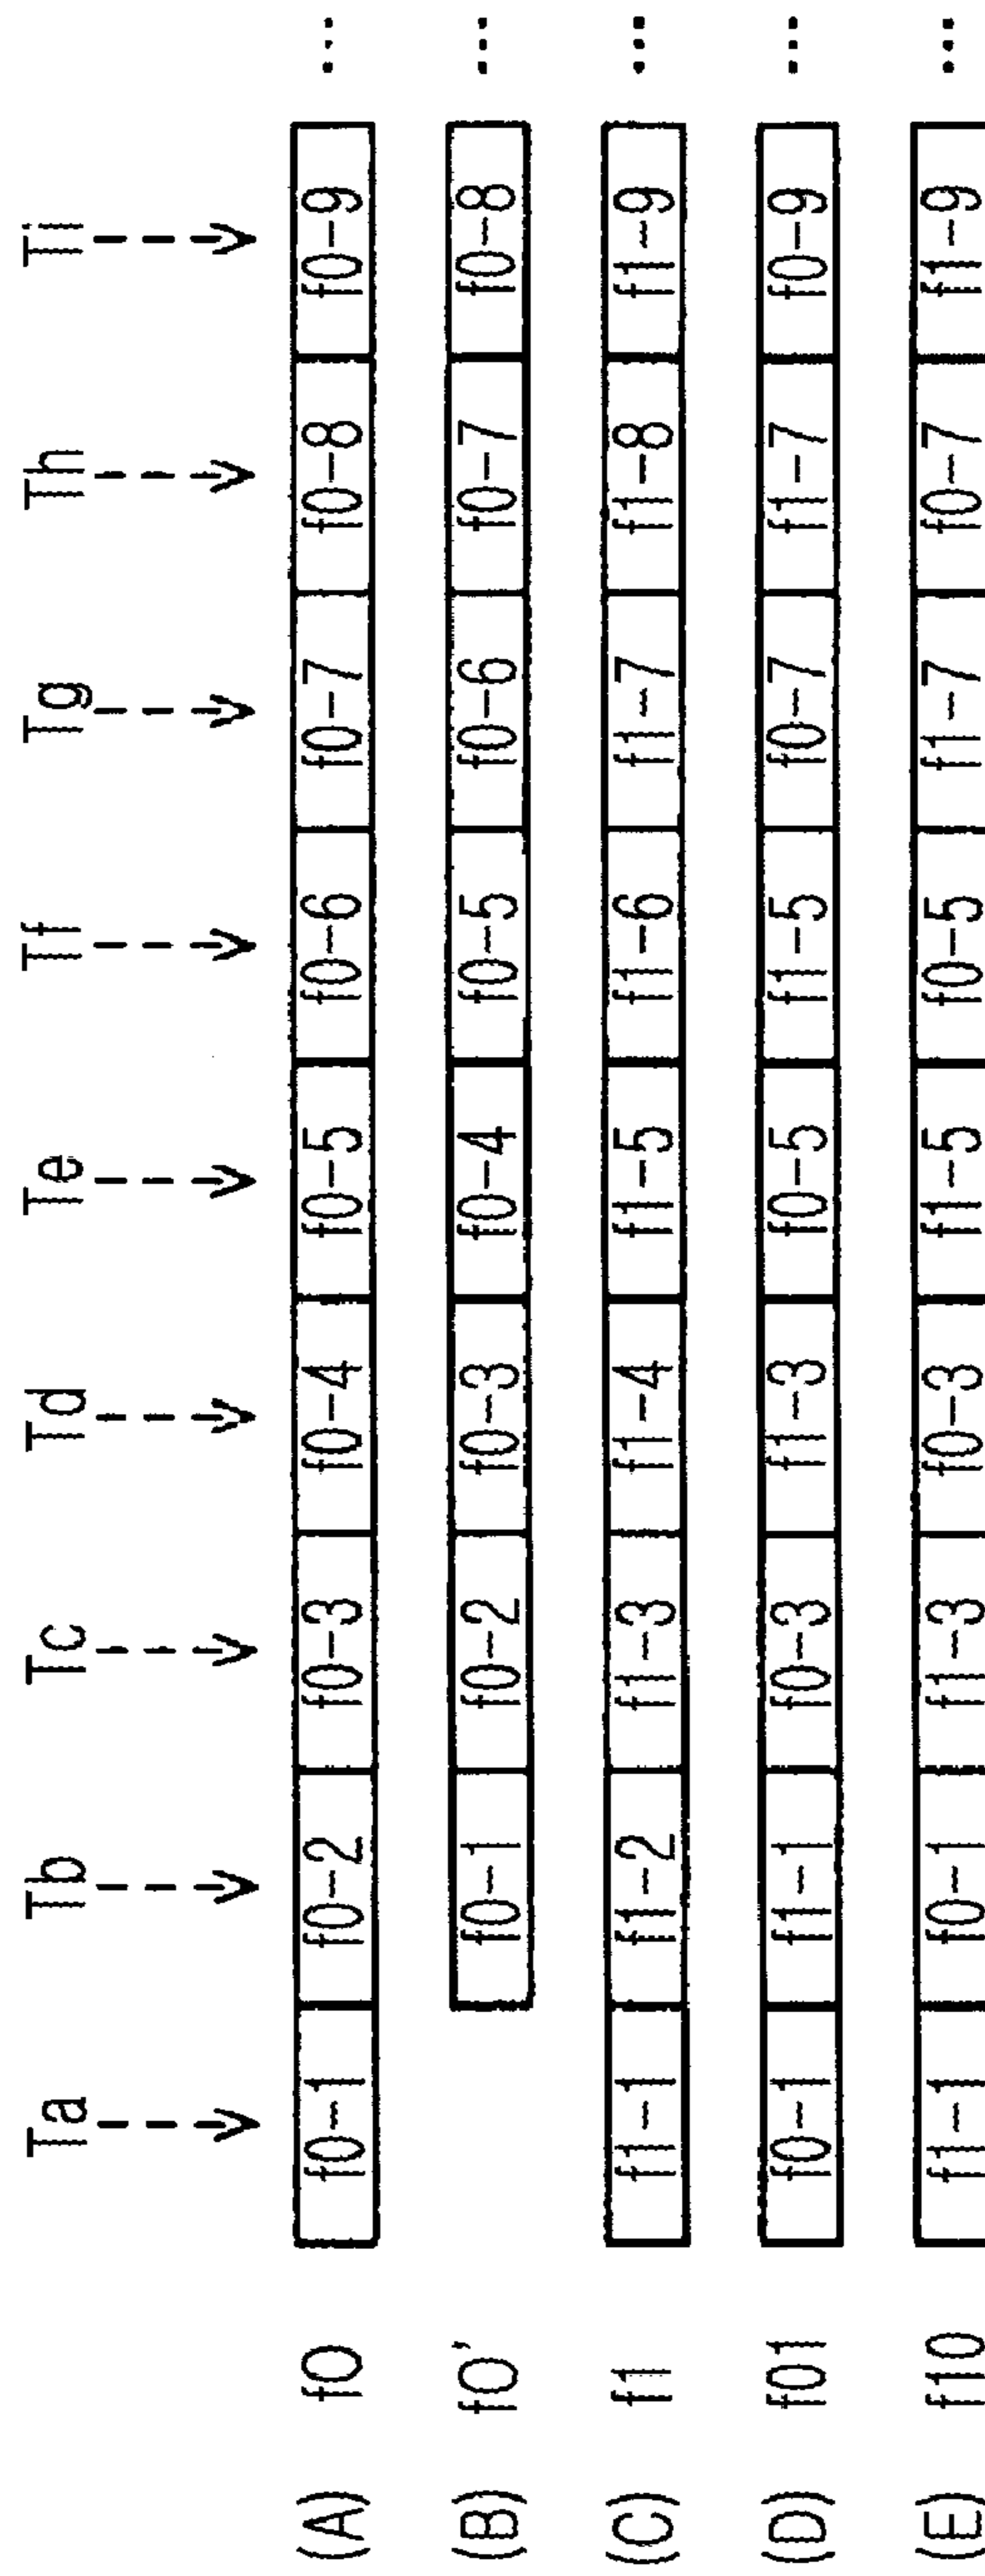 Ta Tb Tc Td Te Tf Tg Th Ti
(A) f0 f0-1 f0-2 f0-3 f0-4 f0-5 f0-6 f0-7 f0-8 f0-9 ...
(B) f0' f0-1 f0-2 f0-3 f0-4 f0-5 f0-6 f0-7 f0-8 ...
(C) f1 f1-1 f1-2 f1-3 f1-4 f1-5 f1-6 f1-7 f1-8 f1-9 ...
(D) f01 f0-1 f1-1 f0-3 f1-3 f0-5 f1-5 f0-7 f1-7 f0-9 ...
(E) f10 f1-1 f0-1 f1-3 f0-3 f1-5 f0-5 f1-7 f0-7 f1-9 ...